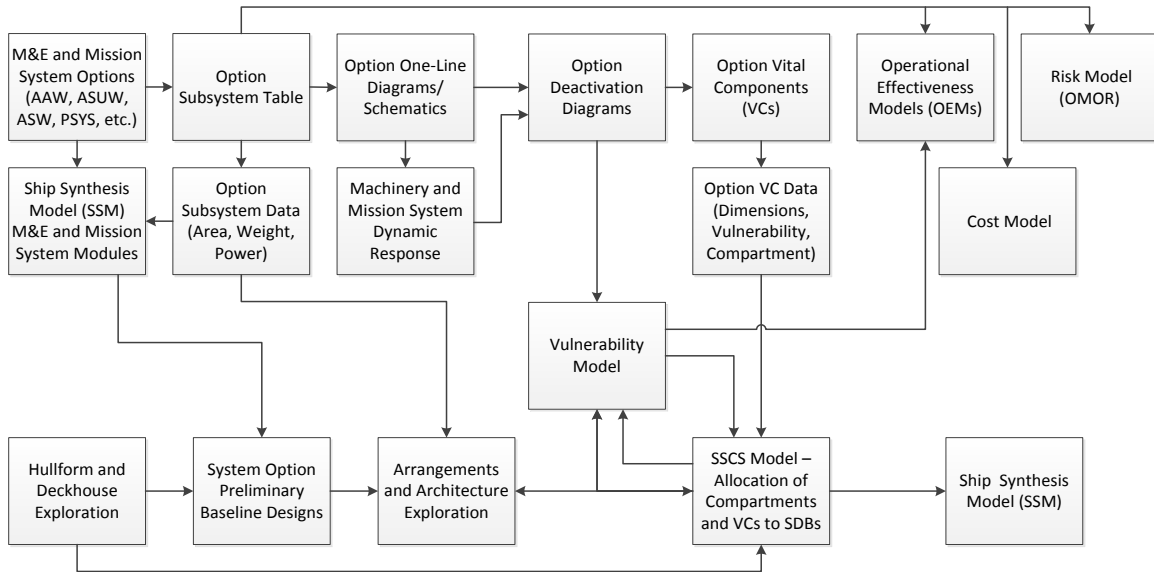 M&E and Mission
System Options
(AAW, ASUW,
ASW, PSYS, etc.)
Option
Subsystem Table
Option One-Line
Diagrams/
Schematics
Option
Deactivation
Diagrams
Option Vital
Components
(VCs)
Operational
Effectiveness
Models (OEMs)
Risk Model
(OMOR)
Ship Synthesis
Model (SSM)
M&E and Mission
System Modules
Option
Subsystem Data
(Area, Weight,
Power)
Machinery and
Mission System
Dynamic
Response
Option VC Data
(Dimensions,
Vulnerability,
Compartment)
Cost Model
Vulnerability
Model
Hullform and
Deckhouse
Exploration
System Option
Preliminary
Baseline Designs
Arrangements
and Architecture
Exploration
SSCS Model –
Allocation of
Compartments
and VCs to SDBs
Ship Synthesis
Model (SSM)